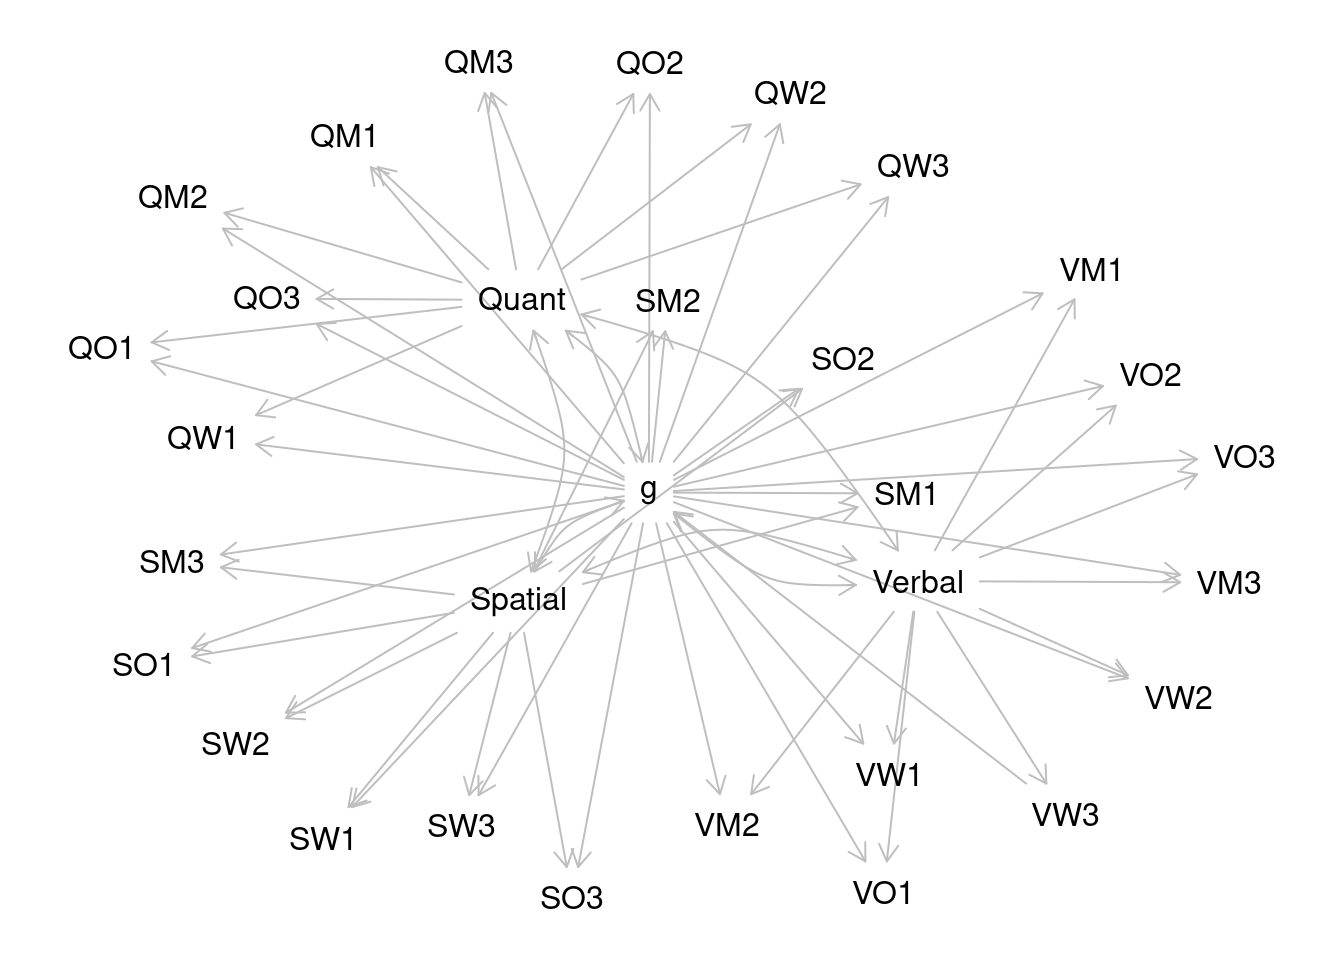 QM3
QO2
QW2
QM1
QW3
QM2
VM1
QO3
Quant
SM2
QO1
SO2
VO2
QW1
VO3
g
SM1
SM3
Verbal
VM3
Spatial
SO1
VW2
SW2
VW1
VW3
SW1
SW3
VM2
SO3
VO1